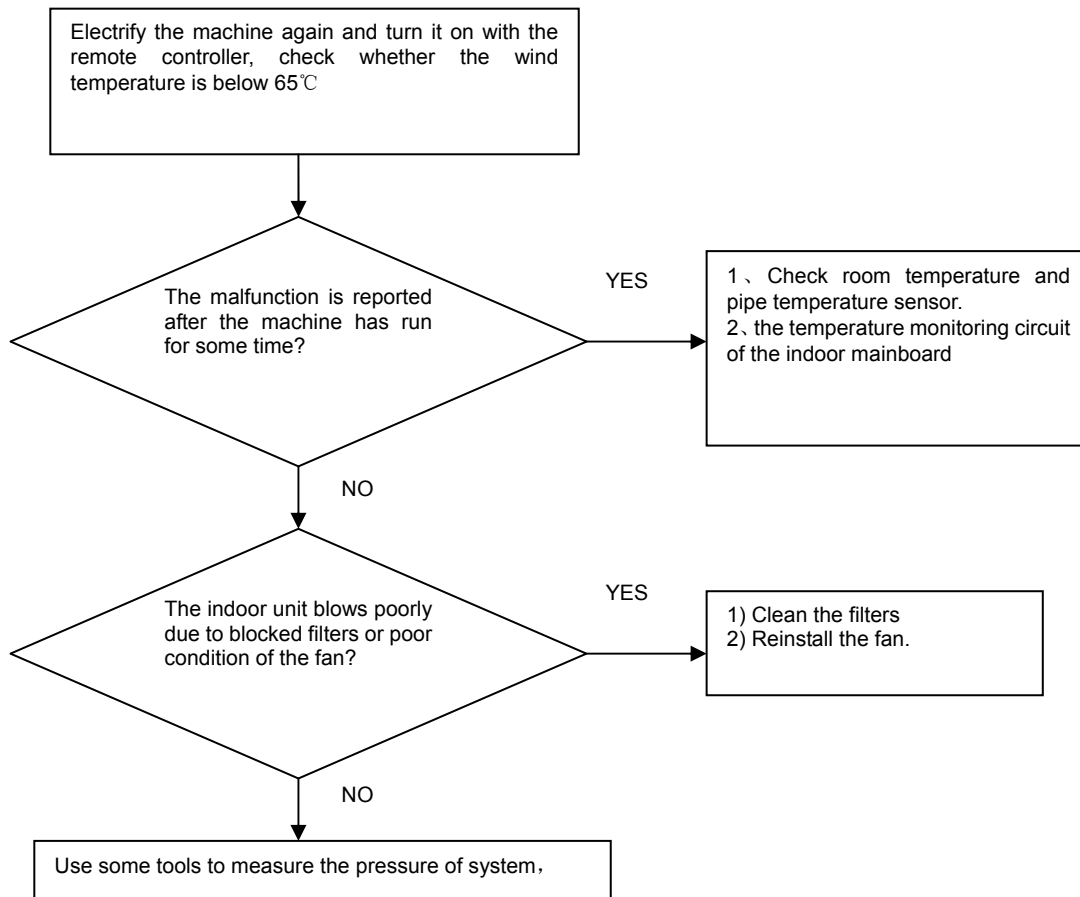 Electrify the machine again and turn it on with the
remote controller, check whether the wind
temperature is below 65℃
The malfunction is reported
after the machine has run
for some time?
YES
1、Check room temperature and
pipe temperature sensor.
2、the temperature monitoring circuit
of the indoor mainboard
NO
The indoor unit blows poorly
due to blocked filters or poor
condition of the fan?
YES
1) Clean the filters
2) Reinstall the fan.
NO
Use some tools to measure the pressure of system，